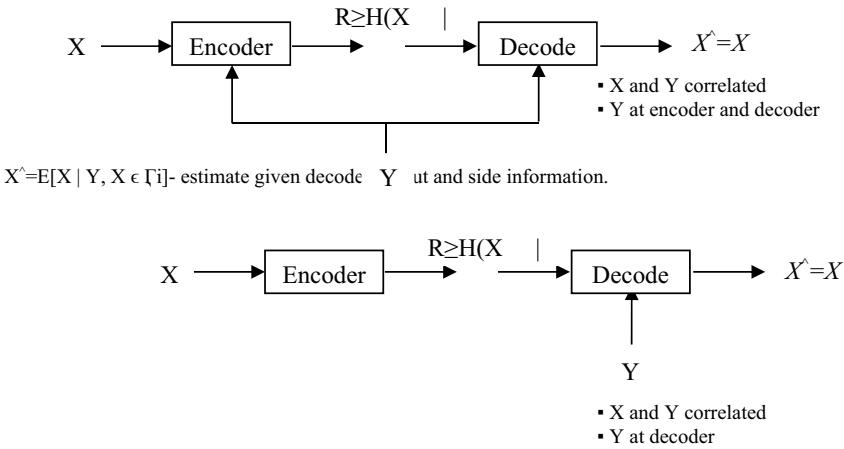 R≥H(X |
X Encoder Decode X^=X
▪ X and Y correlated
▪ Y at encoder and decoder
X^=E[X | Y, X ϵ Γi]- estimate given decode Y ut and side information.
R≥H(X |
X Encoder Decode X^=X
Y
▪ X and Y correlated
▪ Y at decoder